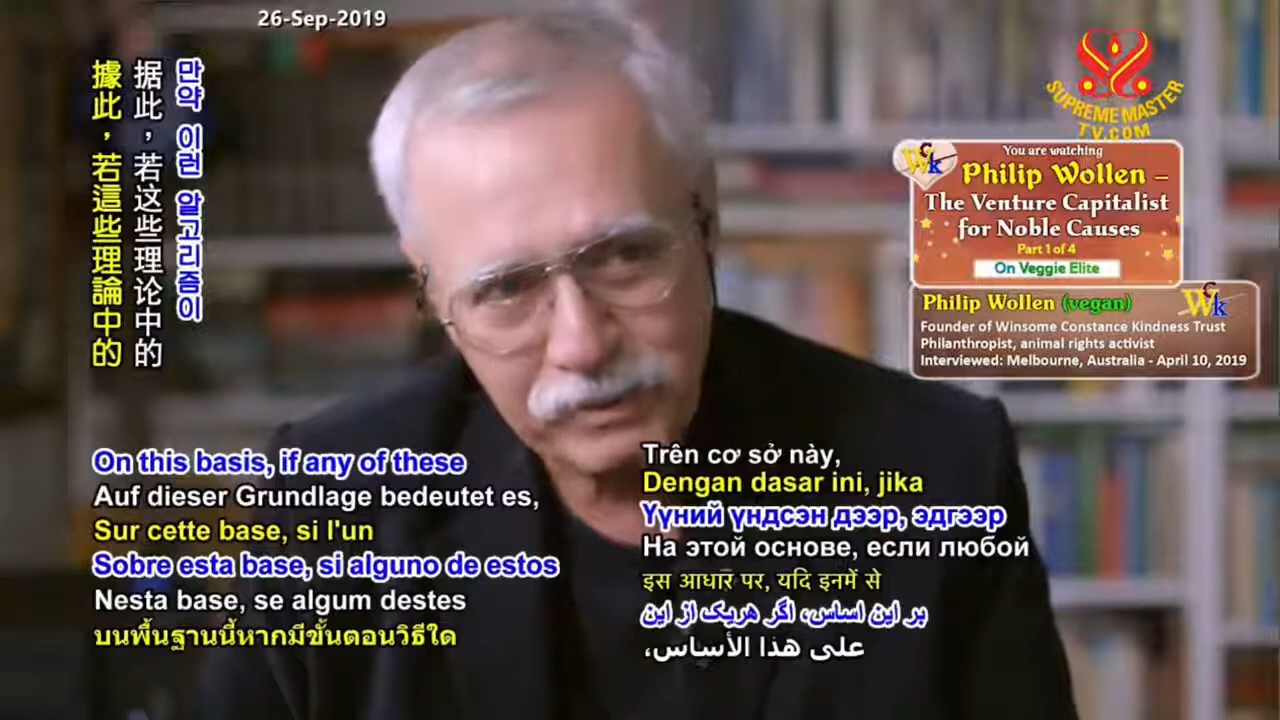 26-Sep-2019
만약 이런 알고리즘이
据此，若这些理论中的
據此，若這些理論中的
SUPREME MASTER
TV.COM
You are watching
Philip Wollen –
The Venture Capitalist
for Noble Causes
Part 1 of 4
On Veggie Elite
Philip Wollen (vegan)
Founder of Winsome Constance Kindness Trust
Philanthropist, animal rights activist
Interviewed: Melbourne, Australia - April 10, 2019
WCk
WCk
On this basis, if any of these
Auf dieser Grundlage bedeutet es,
Sur cette base, si l'un
Sobre esta base, si alguno de estos
Nesta base, se algum destes
บนพื้นฐานนี้หากมีขั้นตอนวิธีใด
Trên cơ sở này,
Dengan dasar ini, jika
Үүний үндсэн дээр, эдгээр
На этой основе, если любой
इस आधार पर, यदि इनमें से
بر این اساس، اگر هریک از این
على هذا الأساس،